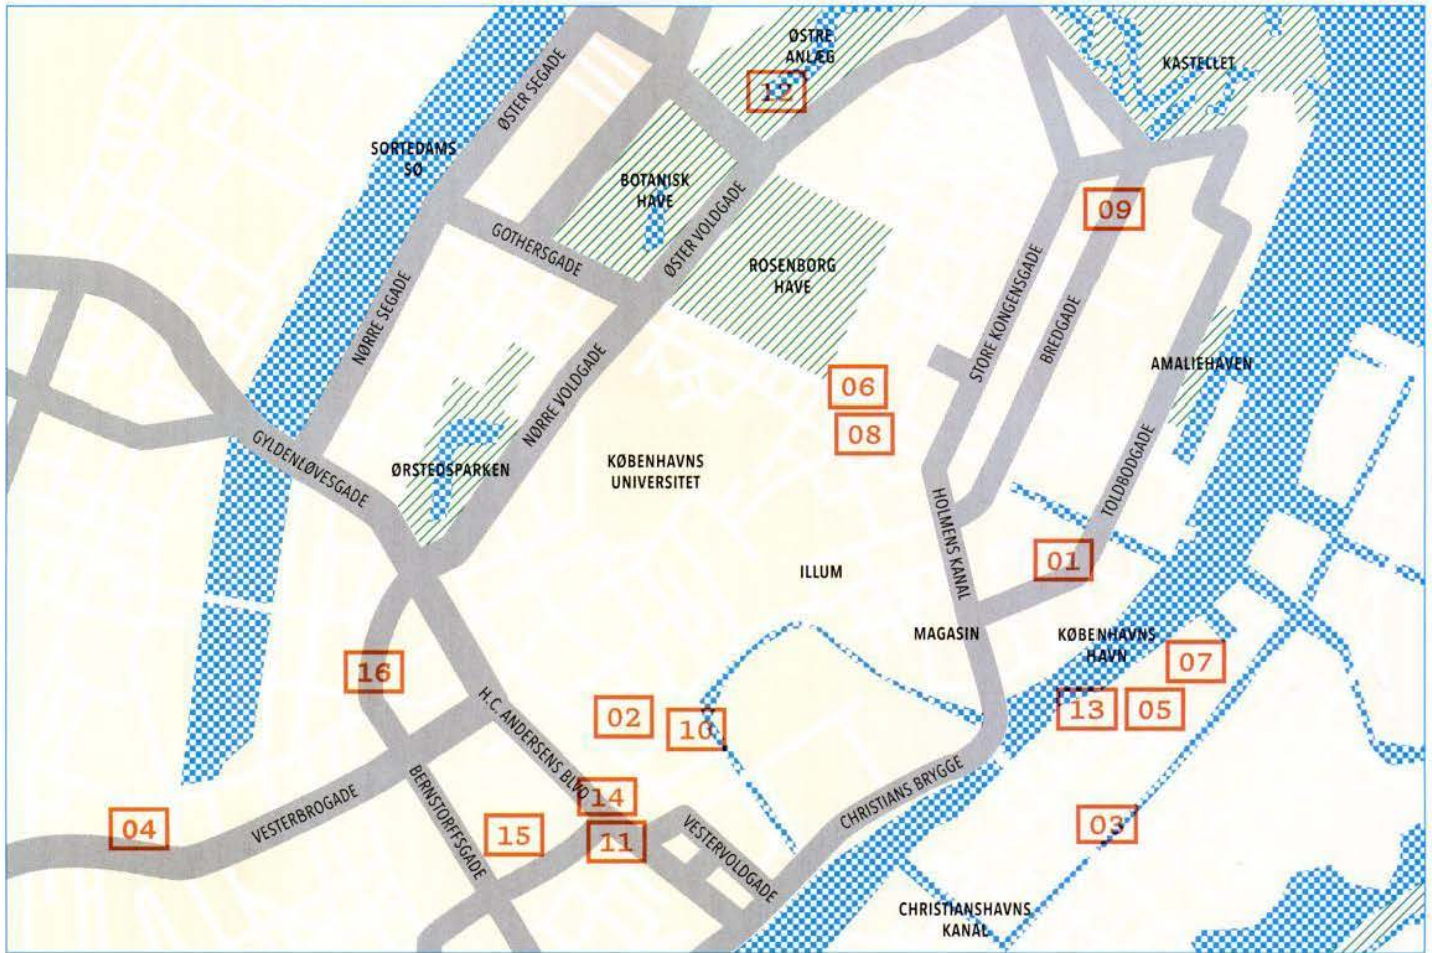 ØSTRE
ANLÆG
KASTELLET
12
ØSTER SEGADE
SORTEDAMS
SØ
BOTANISK
HAVE
09
ØSTER VOLDGADE
GOTHERSGADE
ROSENBORG
HAVE
STORE KONGENSGADE
NØRRE SEGADE
BREDGADE
AMALIEHAVEN
NØRRE VOLDGADE
06
08
GYLDENLØVESGADE
ØRSTEDSPARKEN
KØBENHAVNS
UNIVERSITET
TOLDBODGADE
HOLMENS KANAL
01
ILLUM
MAGASIN
KØBENHAVNS
HAVN
07
16
02
10
13
05
H.C. ANDERSENS BLVD
14
BERNSTORFFSGADE
CHRISTIANS BRYGGE
VESTERBROGADE
04
15
11
03
VESTERVOLDGADE
CHRISTIANSHAVNS
KANAL